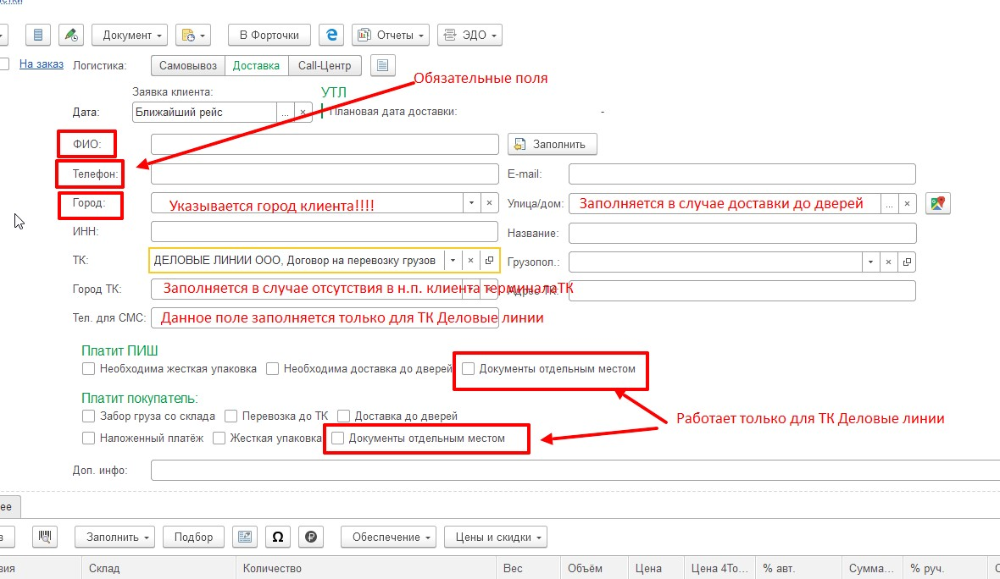 Документ
В Форточки
Отчеты
ЭДО
На заказ Логистика: Самовывоз Доставка Call-Центр
Обязательные поля
Заявка клиента: УТЛ
Дата: Ближайший рейс ... × Плановая дата доставки: -
ФИО: Заполнить
Телефон: E-mail:
Город: Указывается город клиента!!!! × Улица/дом: Заполняется в случае доставки до дверей ... ×
ИНН: Название:
ТК: ДЕЛОВЫЕ ЛИНИИ ООО, Договор на перевозку грузов × Грузопол.: ×
Город ТК: Заполняется в случае отсутствия в н.п. клиента терминалаТК Адрес ТК:
Тел. для СМС: Данное поле заполняется только для ТК Деловые линии
Платит ПИШ
Необходима жесткая упаковка Необходима доставка до дверей Документы отдельным местом
Платит покупатель:
Забор груза со склада Перевозка до ТК Доставка до дверей
Работает только для ТК Деловые линии
Наложенный платёж Жесткая упаковка Документы отдельным местом
Доп. инфо:
ее
в Заполнить Подбор Ω ₽ Обеспечение Цены и скидки
вия Склад Количество Вес Объём Цена Цена 4То... % авт. Сумма... % руч. С